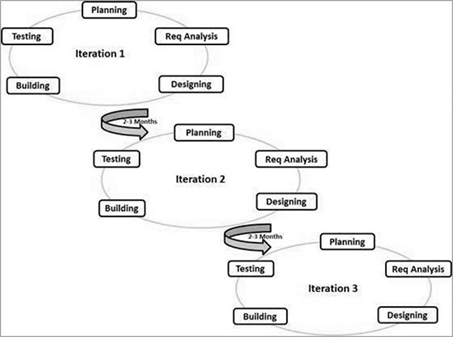 Planning
Testing
Req Analysis
Iteration 1
Building
Designing
2-3 Months
Planning
Testing
Req Analysis
Iteration 2
Building
Designing
2-3 Months
Planning
Testing
Req Analysis
Iteration 3
Building
Designing